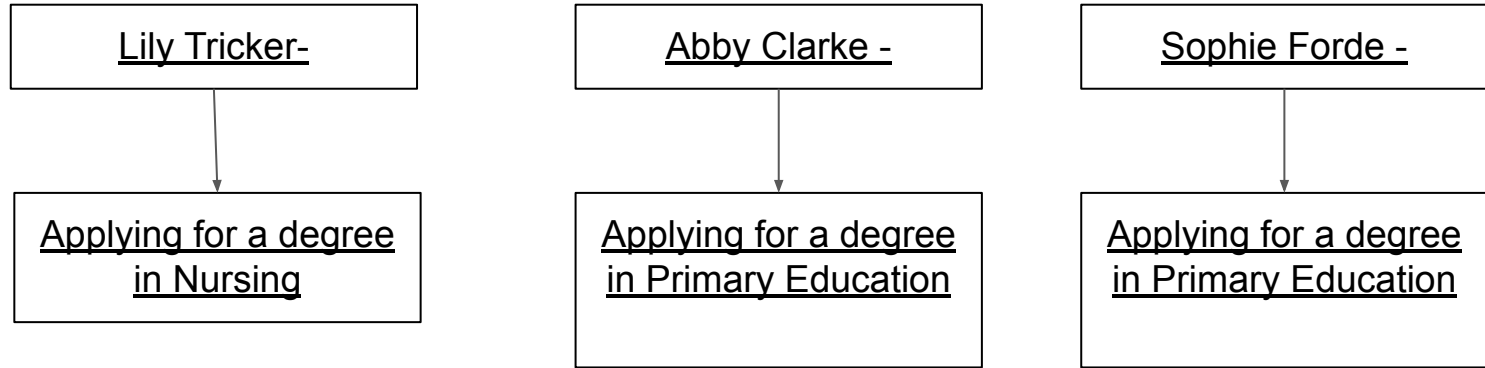 Lily Tricker-
Abby Clarke -
Sophie Forde -
Applying for a degree
in Nursing
Applying for a degree
in Primary Education
Applying for a degree
in Primary Education